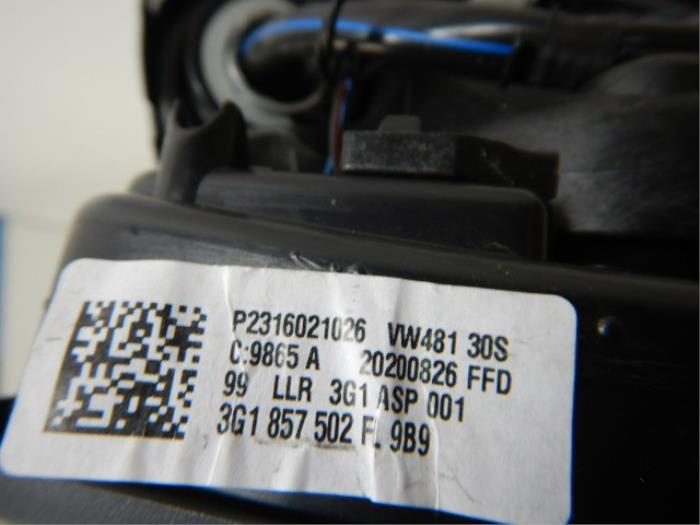 P2316021026 VW481 30S
C:9865 A 20200826 FFD
99 LLR 3G1 ASP 001
3G1 857 502 F. 9B9